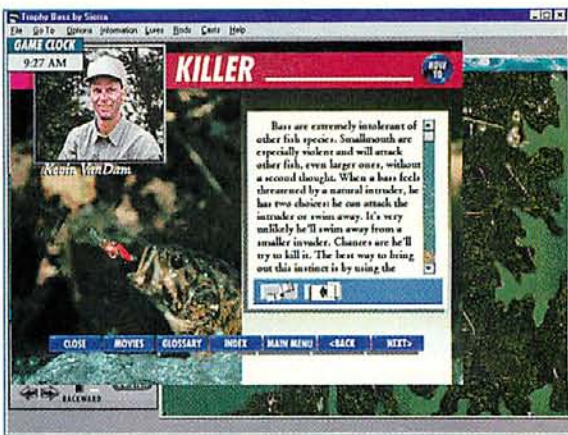 Trophy Bass by Sierra
File Go To Options Information Lures Rods Casts Help
GAME CLOCK
9:27 AM
KILLER
HOW TO
Kevin VanDam
Bass are extremely intolerant of
other fish species. Smallmouth are
especially violent and will attack
other fish, even larger ones, without
a second thought. When a bass feels
threatened by a natural intruder, he
has two choices: he can attack the
intruder or swim away. It's very
unlikely he'll swim away from a
smaller invader. Chances are he'll
try to kill it. The best way to bring
out this instinct is by using the
CLOSE MOVIES GLOSSARY INDEX MAIN MENU <BACK NEXT>
BACKWARD